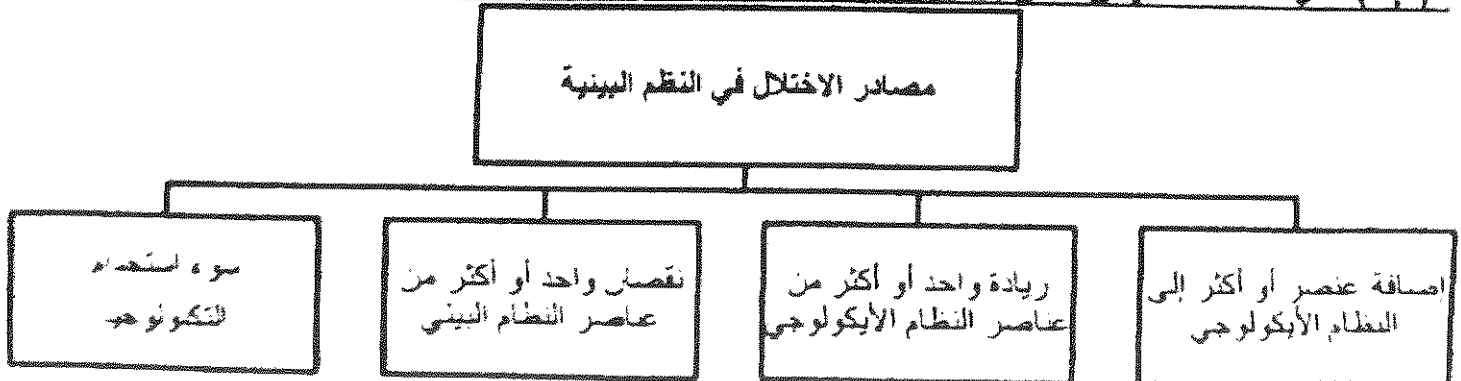 مصادر الاختلال في النظم البيئية
إضافة عنصر أو أكثر إلى
النظام الأيكولوجي
زيادة واحد أو أكثر من
عناصر النظام الأيكولوجي
نقصان واحد أو أكثر من
عناصر النظام البيئي
سوء استخدام
التكنولوجيا